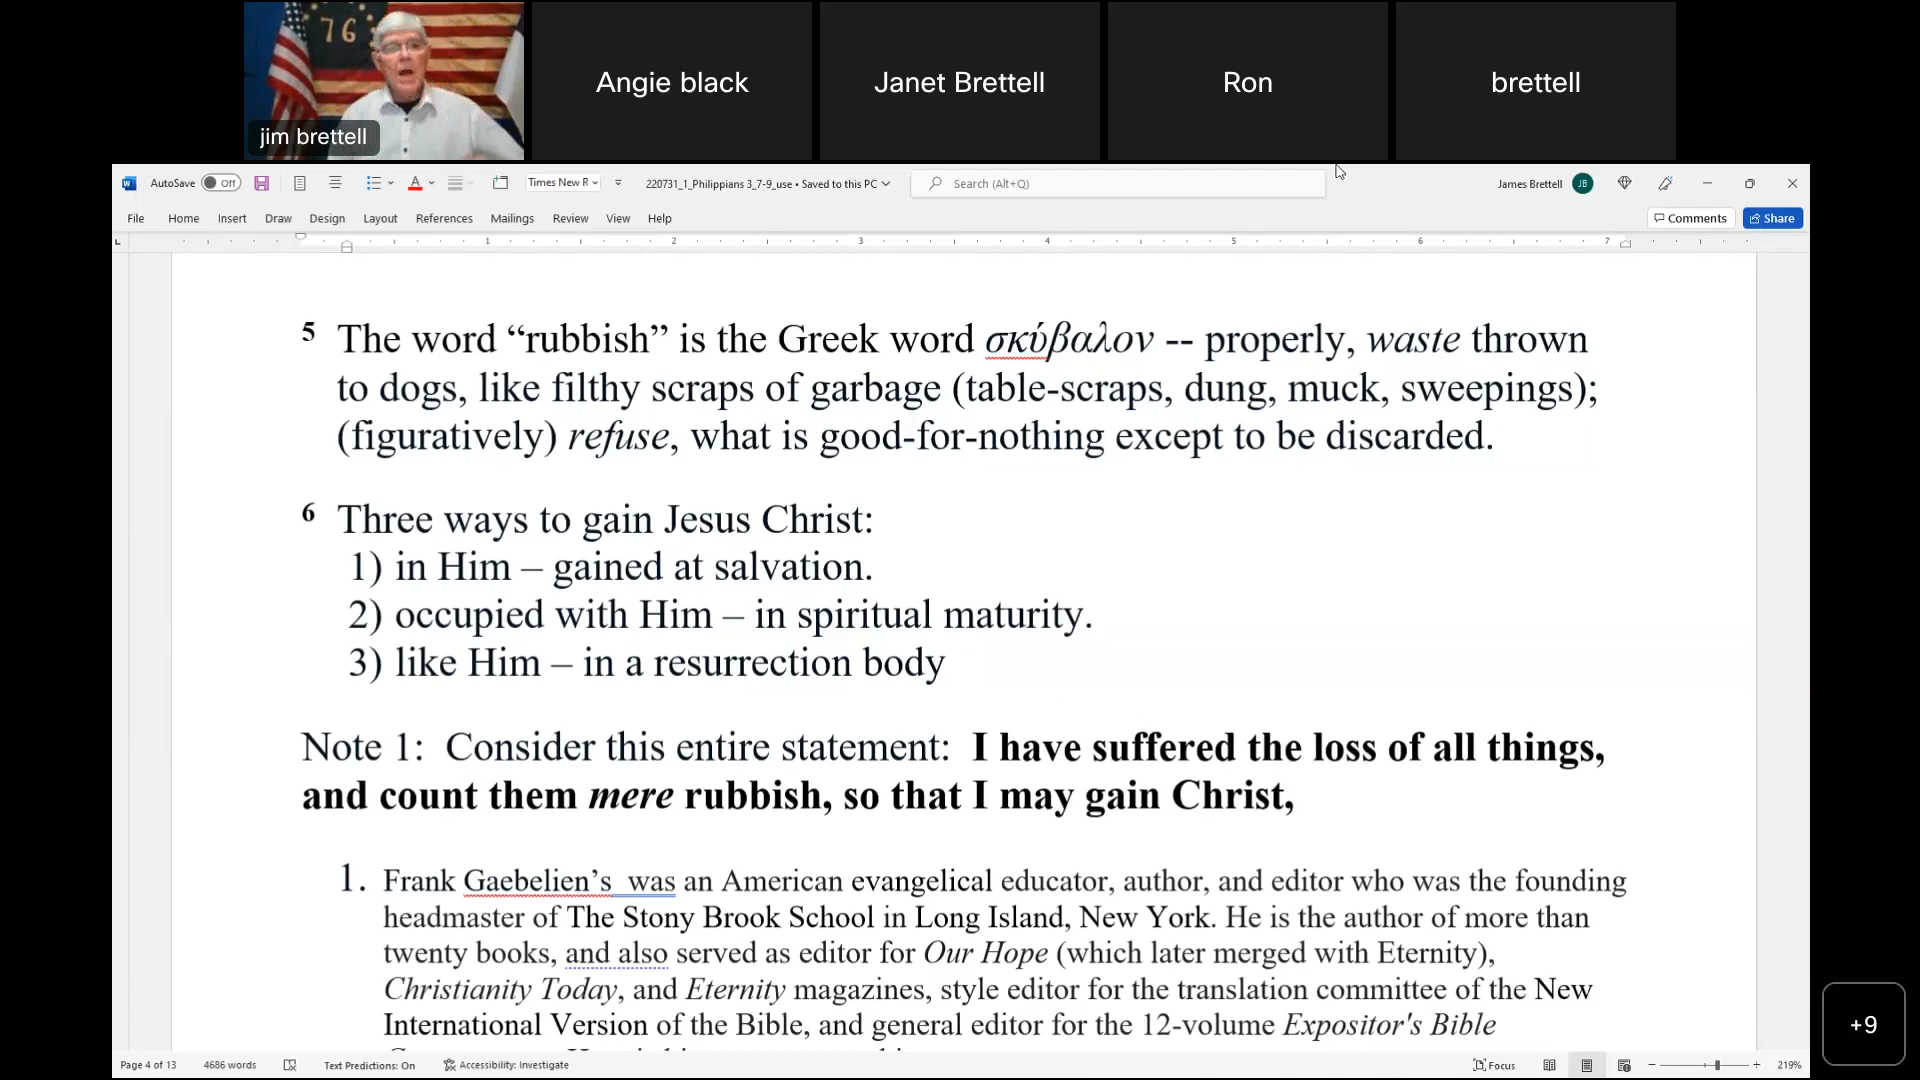 76
jim brettell
Angie black
Janet Brettell
Ron
brettell
AutoSave Off
Times New R
220731_1_Philippians 3_7-9_use • Saved to this PC
Search (Alt+Q)
James Brettell JB
File Home Insert Draw Design Layout References Mailings Review View Help
Comments Share
1 2 3 4 5 6 7
5 The word “rubbish” is the Greek word σκύβαλον -- properly, waste thrown
to dogs, like filthy scraps of garbage (table-scraps, dung, muck, sweepings);
(figuratively) refuse, what is good-for-nothing except to be discarded.
6 Three ways to gain Jesus Christ:
1) in Him – gained at salvation.
2) occupied with Him – in spiritual maturity.
3) like Him – in a resurrection body
Note 1: Consider this entire statement: I have suffered the loss of all things,
and count them mere rubbish, so that I may gain Christ,
1. Frank Gaebelien’s was an American evangelical educator, author, and editor who was the founding
headmaster of The Stony Brook School in Long Island, New York. He is the author of more than
twenty books, and also served as editor for Our Hope (which later merged with Eternity),
Christianity Today, and Eternity magazines, style editor for the translation committee of the New
International Version of the Bible, and general editor for the 12-volume Expositor's Bible
+9
Page 4 of 13 4686 words Text Predictions: On Accessibility: Investigate Focus 219%